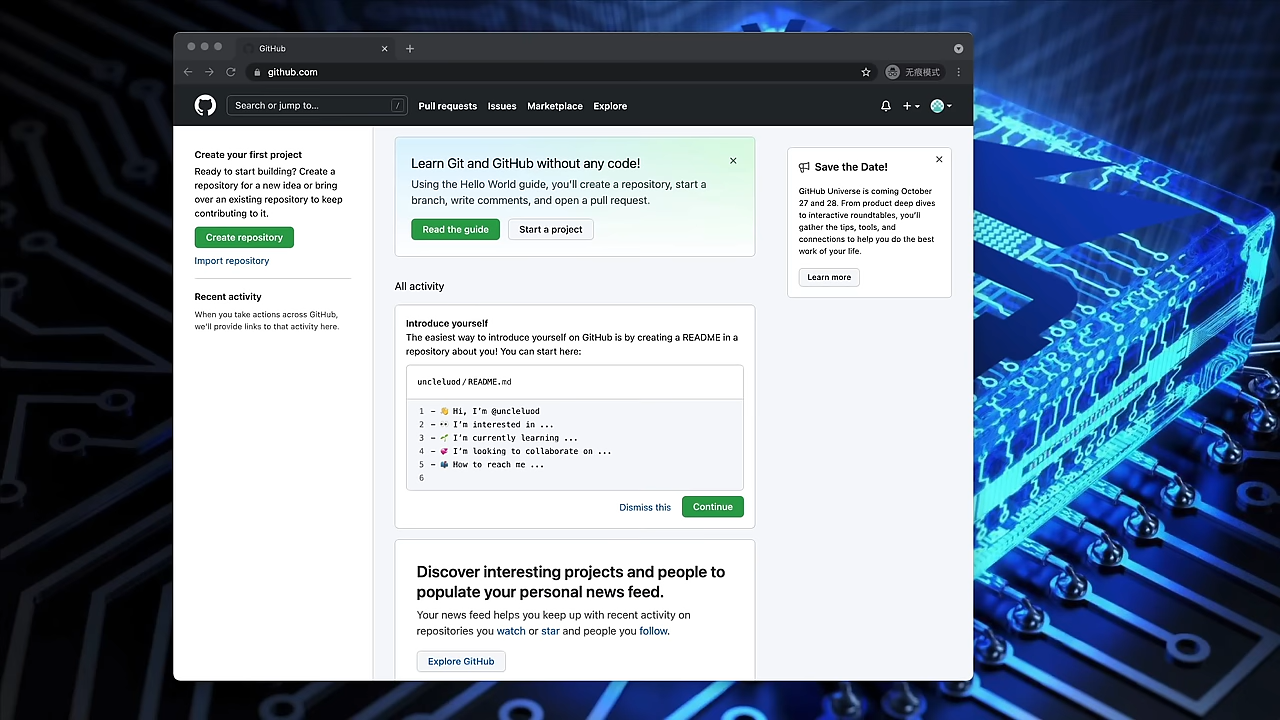 GitHub
github.com
无痕模式
Search or jump to...
/
Pull requests
Issues
Marketplace
Explore
Create your first project
Ready to start building? Create a
repository for a new idea or bring
over an existing repository to keep
contributing to it.
Create repository
Import repository
Recent activity
When you take actions across GitHub,
we'll provide links to that activity here.
Learn Git and GitHub without any code!
Using the Hello World guide, you'll create a repository, start a
branch, write comments, and open a pull request.
Read the guide
Start a project
All activity
Introduce yourself
The easiest way to introduce yourself on GitHub is by creating a README in a
repository about you! You can start here:
uncleluod/README.md
1 - 👋 Hi, I'm @uncleluod
2 - 👀 I'm interested in ...
3 - 🌱 I'm currently learning ...
4 - 💞️ I'm looking to collaborate on ...
5 - 📫 How to reach me ...
6
Dismiss this
Continue
Discover interesting projects and people to
populate your personal news feed.
Your news feed helps you keep up with recent activity on
repositories you watch or star and people you follow.
Explore GitHub
Save the Date!
GitHub Universe is coming October
27 and 28. From product deep dives
to interactive roundtables, you'll
gather the tips, tools, and
connections to help you do the best
work of your life.
Learn more